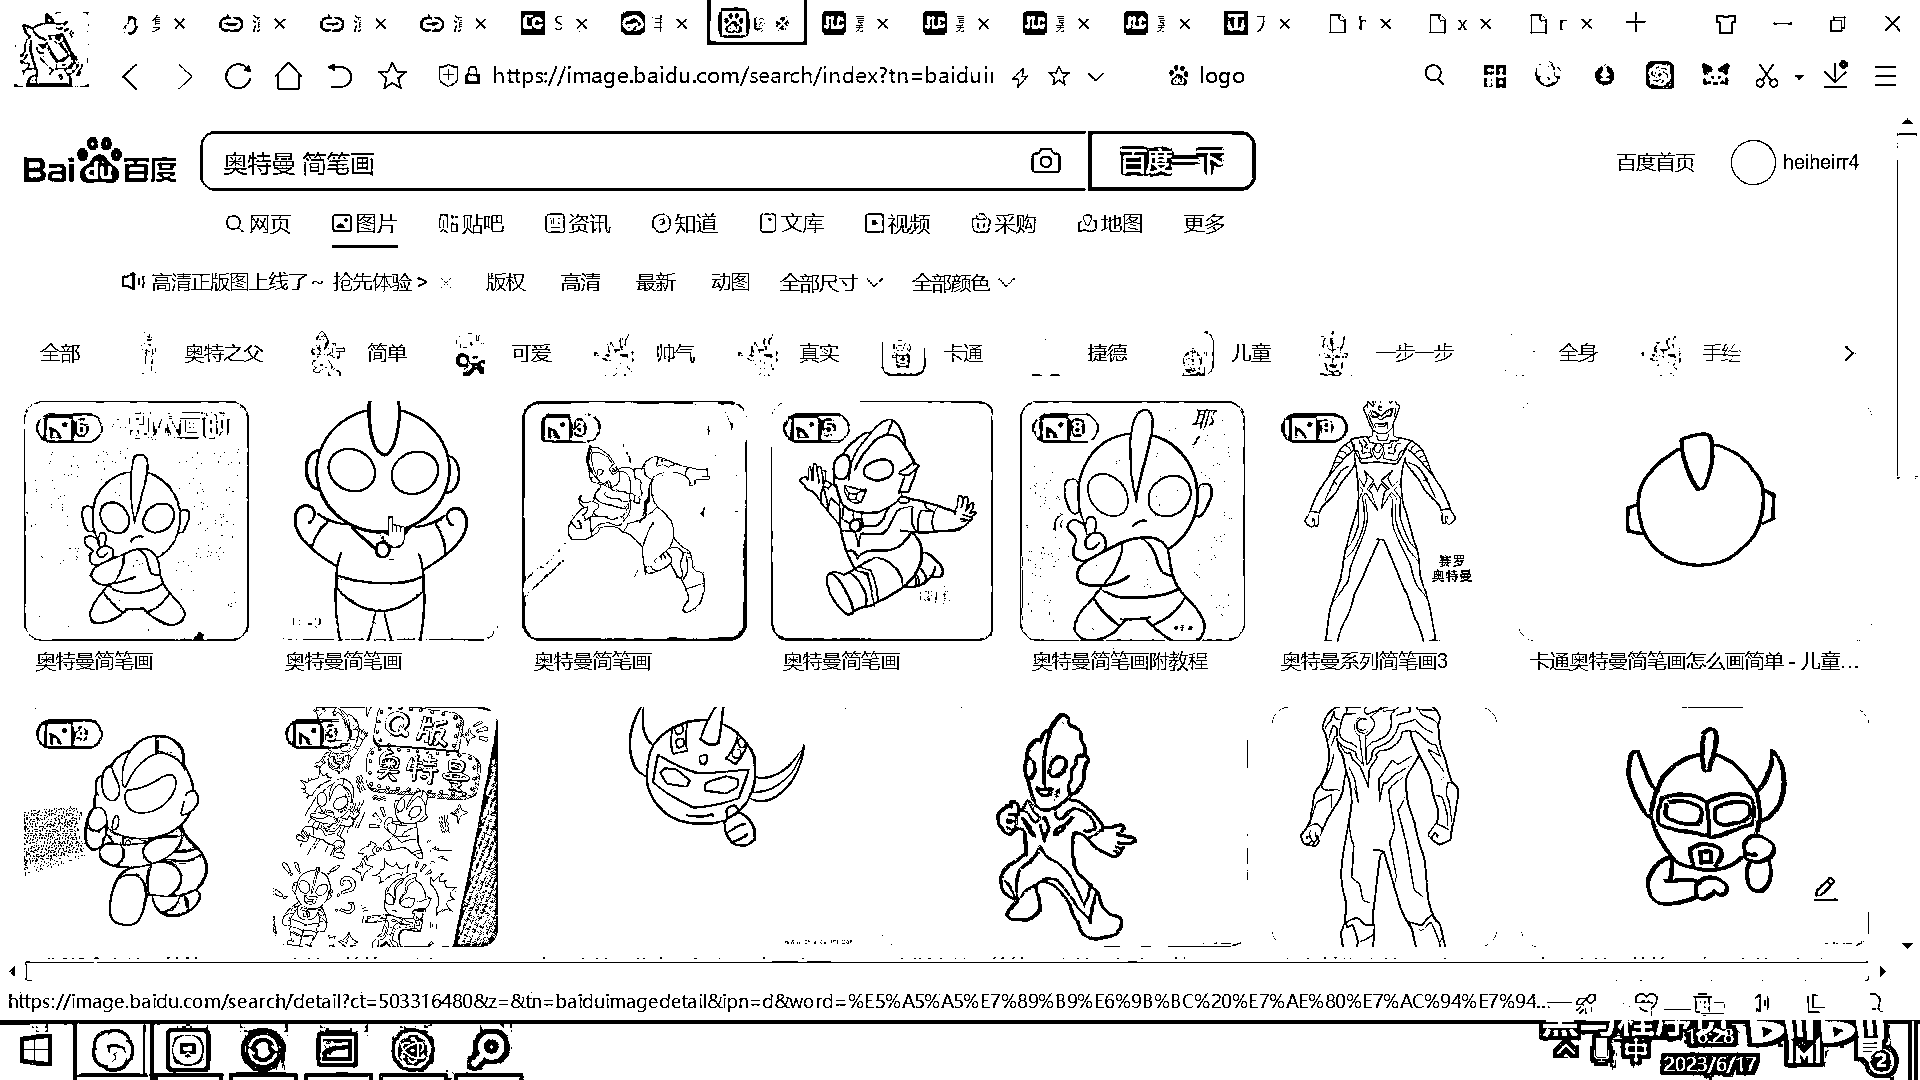 https://image.baidu.com/search/index?tn=baidui
logo
Bai du 百度
奥特曼 简笔画
百度一下
百度首页
heiheirr4
网页
图片
贴吧
资讯
知道
文库
视频
采购
地图
更多
高清正版图上线了~ 抢先体验 >
版权
高清
最新
动图
全部尺寸
全部颜色
全部
奥特之父
简单
可爱
帅气
真实
卡通
捷德
儿童
一步一步
全身
手绘
6
3
5
8
耶
赛罗
奥特曼
奥特曼简笔画
奥特曼简笔画
奥特曼简笔画
奥特曼简笔画
奥特曼简笔画附教程
奥特曼系列简笔画3
卡通奥特曼简笔画怎么画简单 - 儿童...
Q版
奥特曼
https://image.baidu.com/search/detail?ct=503316480&z=&tn=baiduimagedetail&ipn=d&word=%E5%A5%A5%E7%89%B9%E6%9B%BC%20%E7%AE%80%E7%AC%94%E7%94...
中
16:28
2023/6/17
M
2